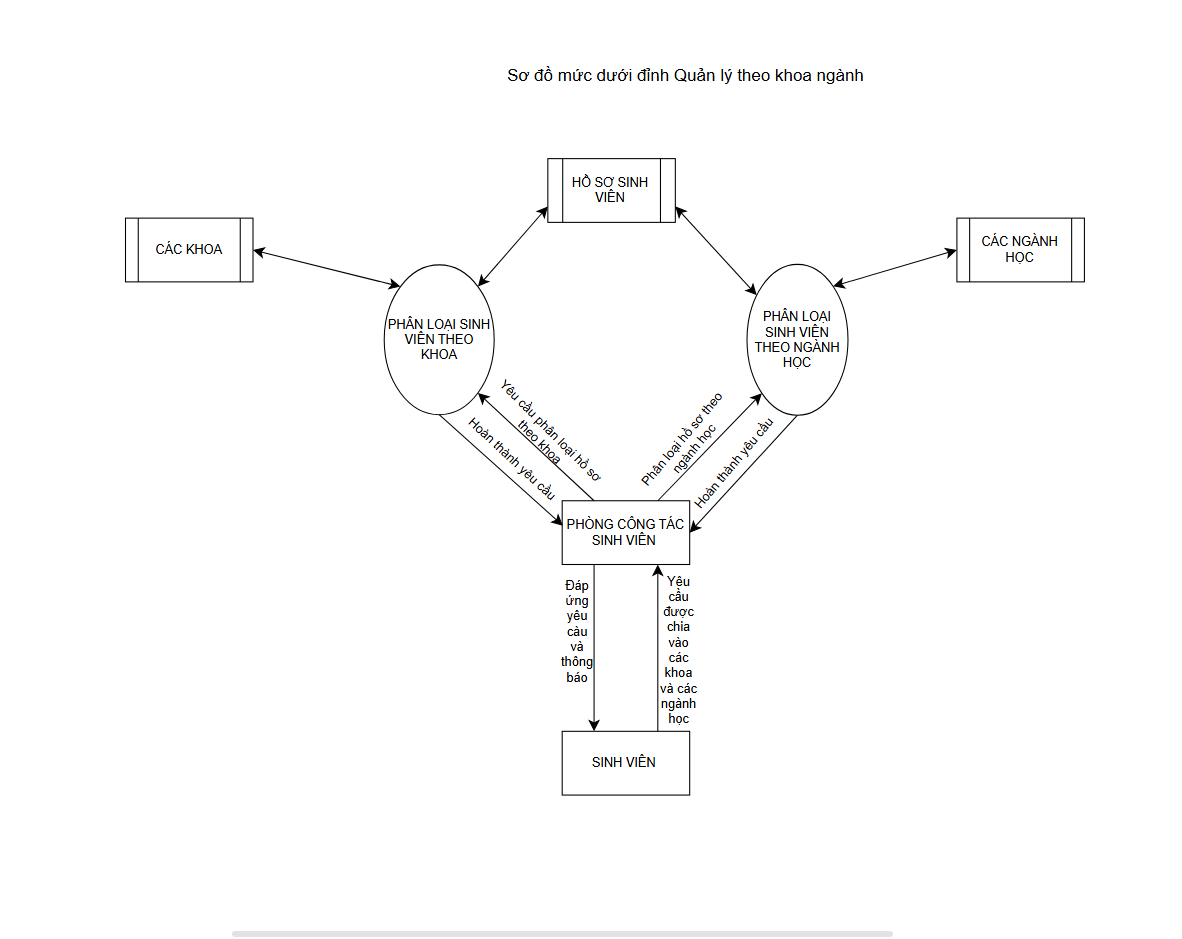 Sơ đồ mức dưới đỉnh Quản lý theo khoa ngành
HỒ SƠ SINH
VIÊN
CÁC KHOA
CÁC NGÀNH
HỌC
PHÂN LOẠI SINH
VIÊN THEO
KHOA
PHÂN LOẠI
SINH VIÊN
THEO NGÀNH
HỌC
Yêu cầu phân loại hồ sơ
theo khoa
Hoàn thành yêu cầu
Phân loại hồ sơ theo
ngành học
Hoàn thành yêu cầu
PHÒNG CÔNG TÁC
SINH VIÊN
Đáp
ứng
yêu
càu
và
thông
báo
Yêu
cầu
được
chia
vào
các
khoa
và các
ngành
học
SINH VIÊN